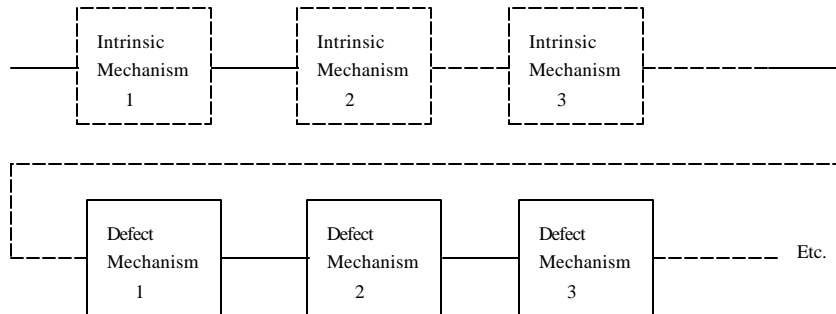 Intrinsic
Mechanism
1
Intrinsic
Mechanism
2
Intrinsic
Mechanism
3
Defect
Mechanism
1
Defect
Mechanism
2
Defect
Mechanism
3
Etc.